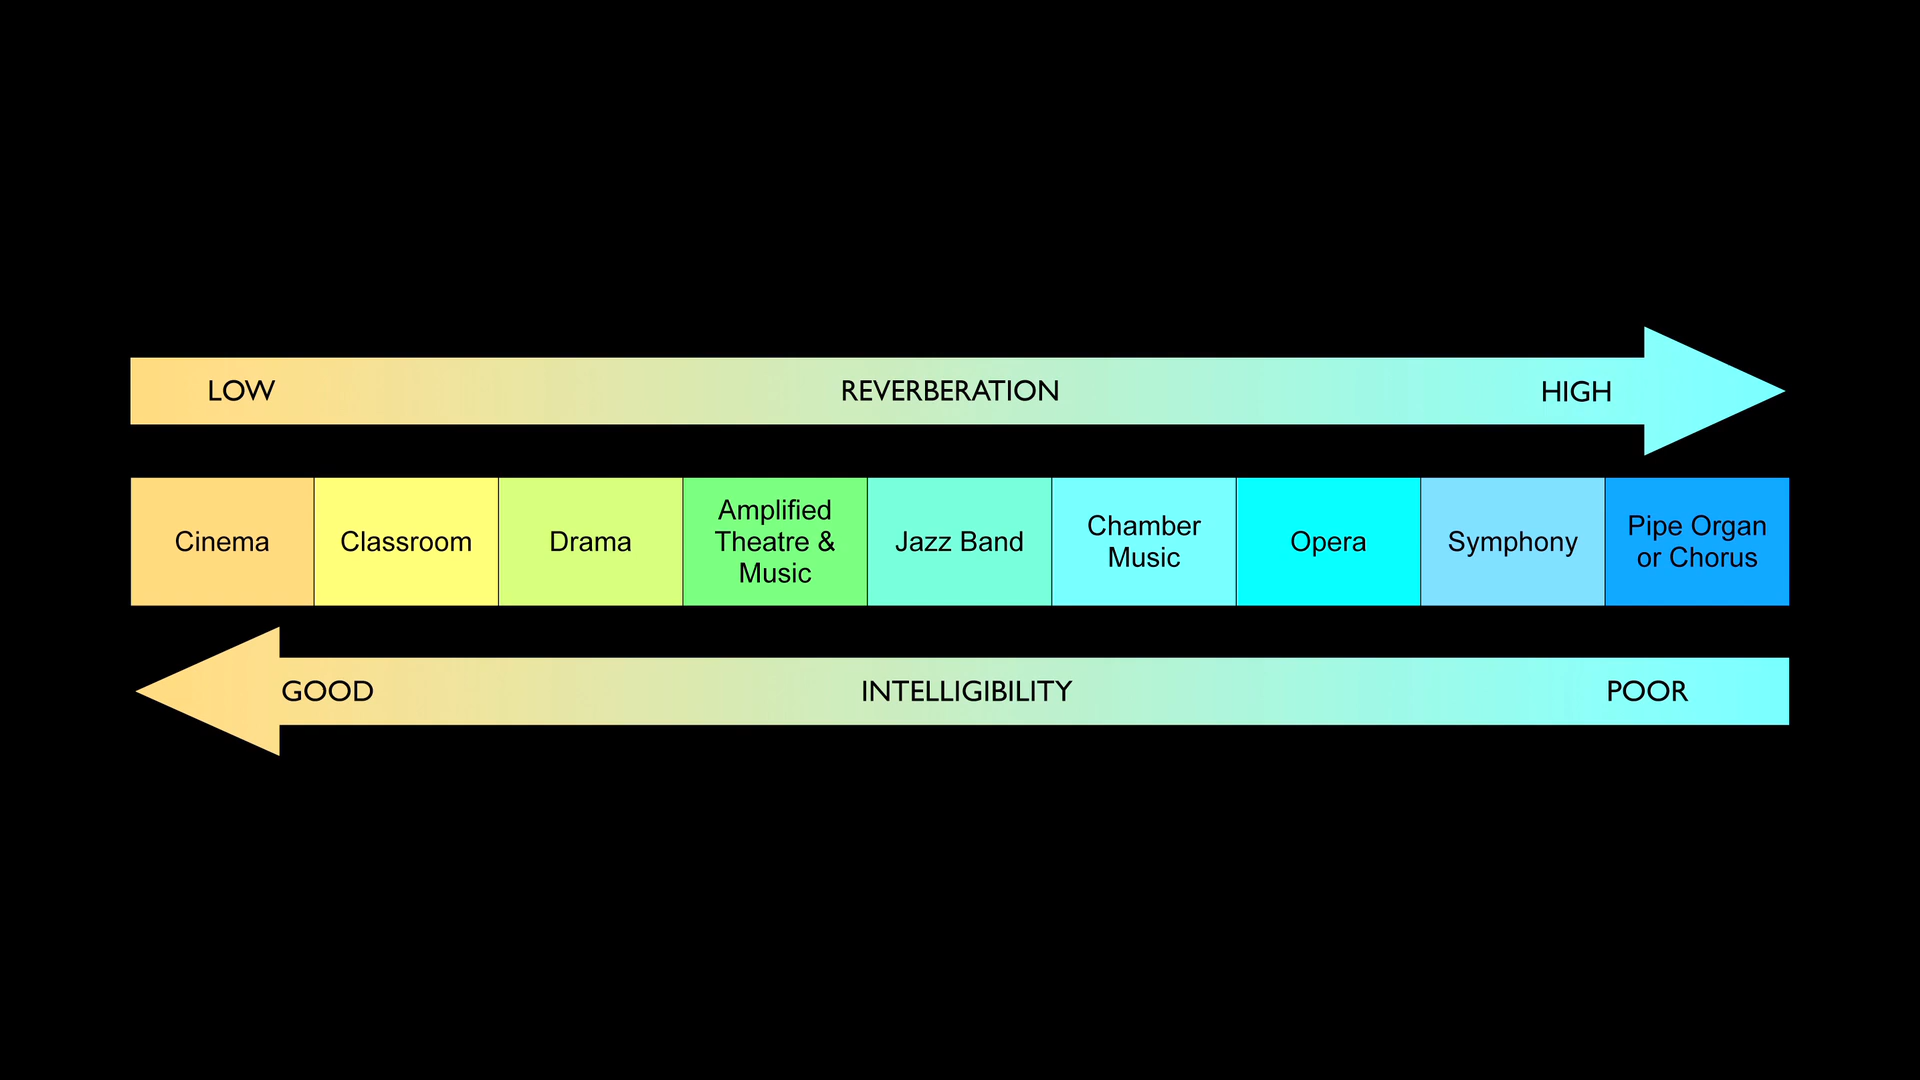 LOW REVERBERATION HIGH
Cinema
Classroom
Drama
Amplified
Theatre &
Music
Jazz Band
Chamber
Music
Opera
Symphony
Pipe Organ
or Chorus
GOOD INTELLIGIBILITY POOR